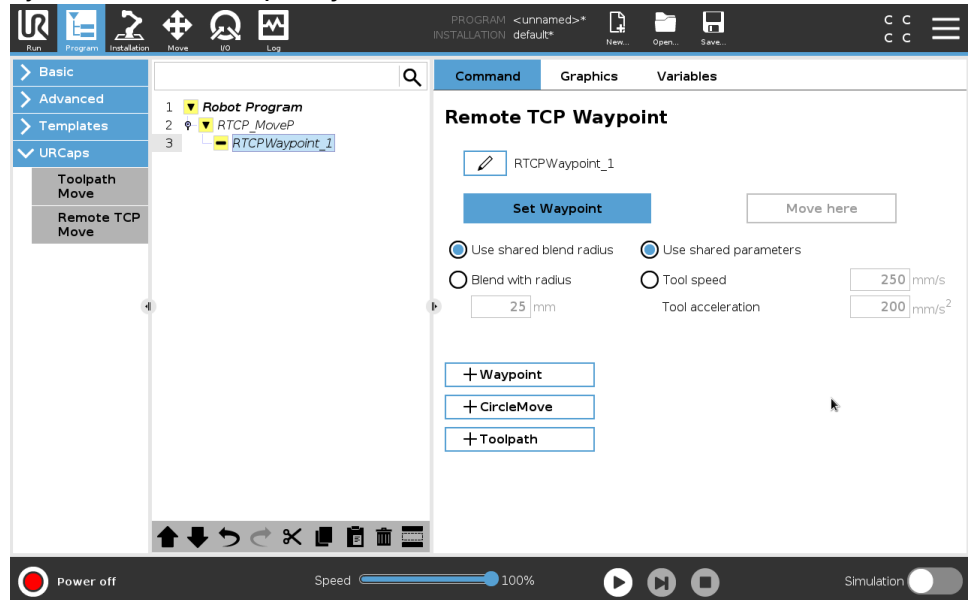 PROGRAM <unnamed>*
INSTALLATION default*
Run Program Installation Move I/O Log New... Open... Save...
C C
C C
Basic
Advanced
Templates
URCaps
Toolpath
Move
Remote TCP
Move
1 Robot Program
2 RTCP_MoveP
3 RTCPWaypoint_1
Command Graphics Variables
Remote TCP Waypoint
RTCPWaypoint_1
Set Waypoint Move here
Use shared blend radius Use shared parameters
Blend with radius Tool speed 250 mm/s
25 mm Tool acceleration 200 mm/s²
+Waypoint
+CircleMove
+Toolpath
Power off Speed 100% Simulation